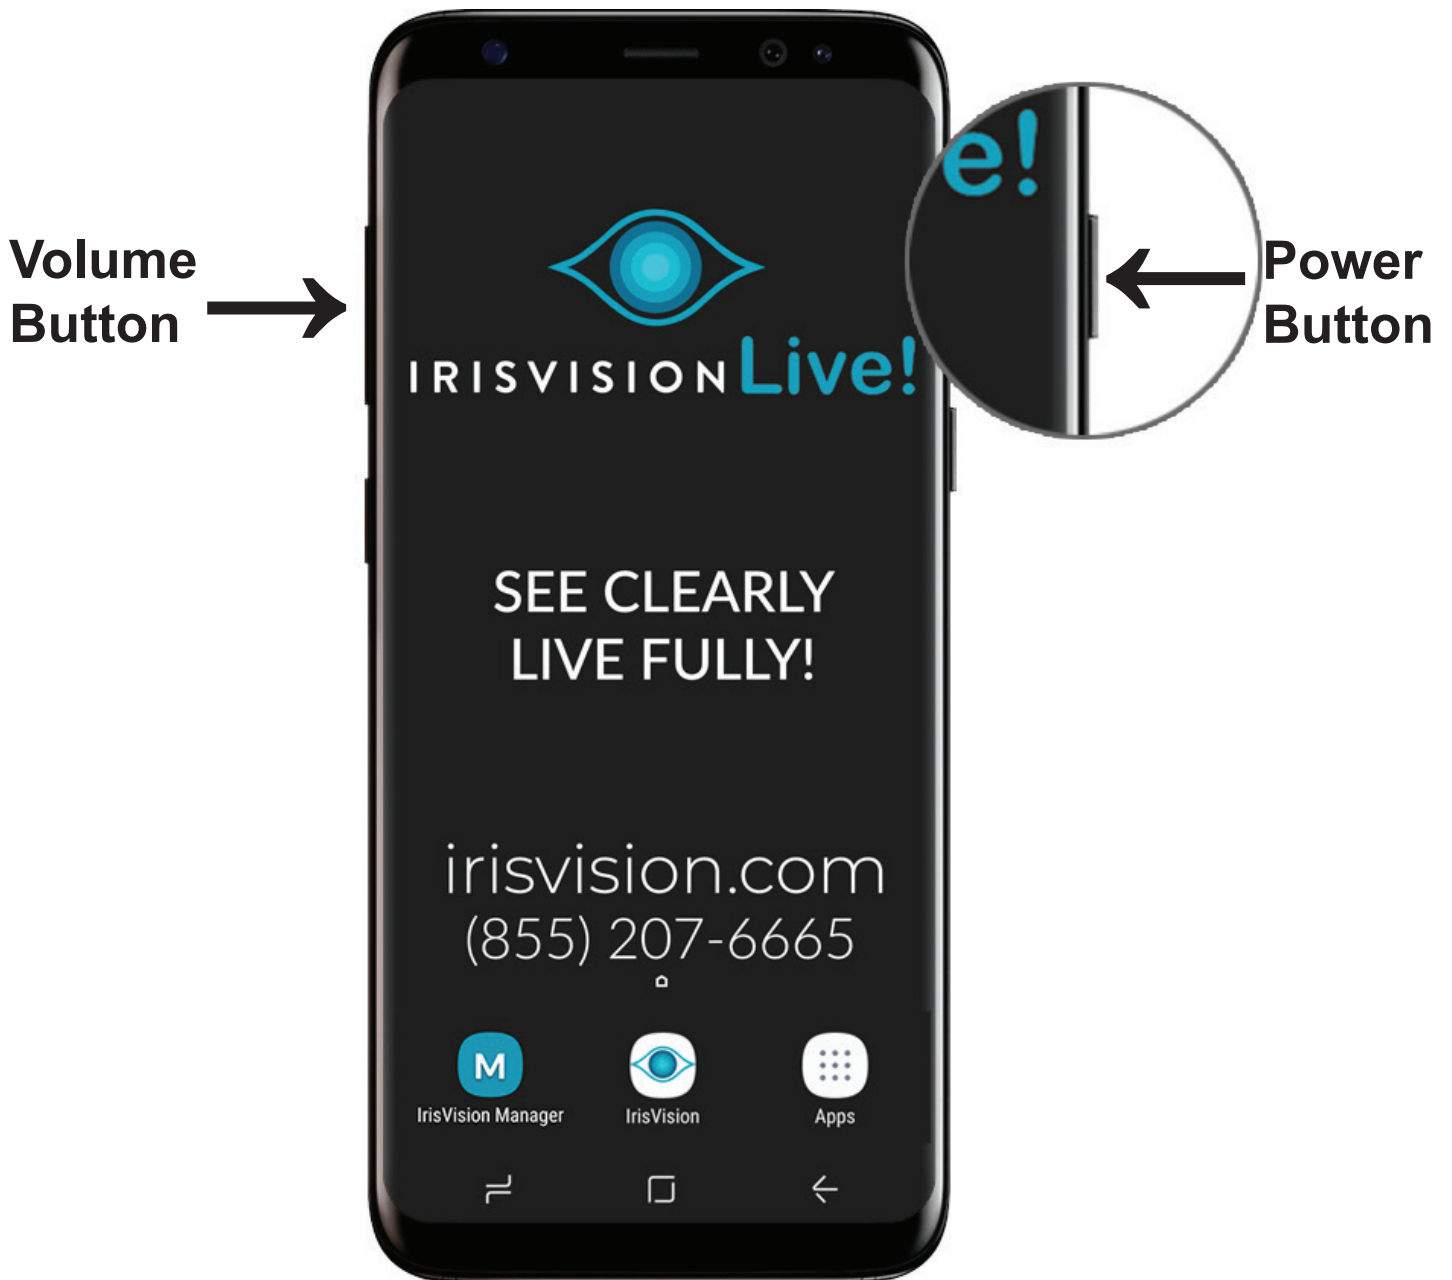 Volume
Button
Power
Button
e!
IRISVISION Live!
SEE CLEARLY
LIVE FULLY!
irisvision.com
(855) 207-6665
M
IrisVision Manager
IrisVision
Apps